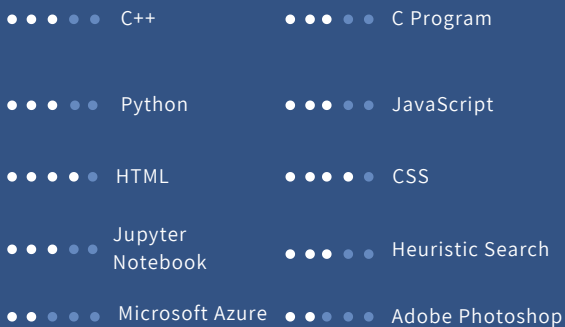 C++
C Program
Python
JavaScript
HTML
CSS
Jupyter
Notebook
Heuristic Search
Microsoft Azure
Adobe Photoshop